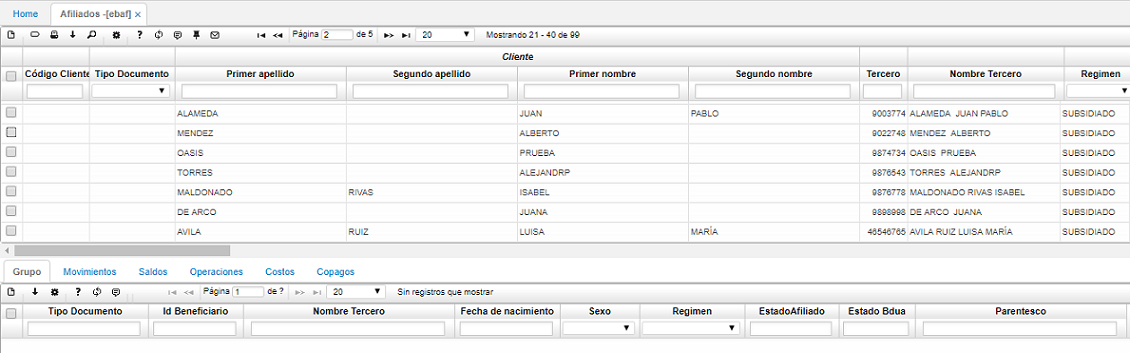 Home Afiliados -[ebaf] x
Página 2 de 5 20 Mostrando 21 - 40 de 99
Cliente
Código Cliente Tipo Documento Primer apellido Segundo apellido Primer nombre Segundo nombre Tercero Nombre Tercero Regimen
ALAMEDA JUAN PABLO 9003774 ALAMEDA JUAN PABLO SUBSIDIADO
MENDEZ ALBERTO 9022748 MENDEZ ALBERTO SUBSIDIADO
OASIS PRUEBA 9874734 OASIS PRUEBA SUBSIDIADO
TORRES ALEJANDRP 9876543 TORRES ALEJANDRP SUBSIDIADO
MALDONADO RIVAS ISABEL 9876778 MALDONADO RIVAS ISABEL SUBSIDIADO
DE ARCO JUANA 9898998 DE ARCO JUANA SUBSIDIADO
AVILA RUIZ LUISA MARÍA 46546765 AVILA RUIZ LUISA MARÍA SUBSIDIADO
Grupo Movimientos Saldos Operaciones Costos Copagos
Página 1 de ? 20 Sin registros que mostrar
Tipo Documento Id Beneficiario Nombre Tercero Fecha de nacimiento Sexo Regimen EstadoAfiliado Estado Bdua Parentesco